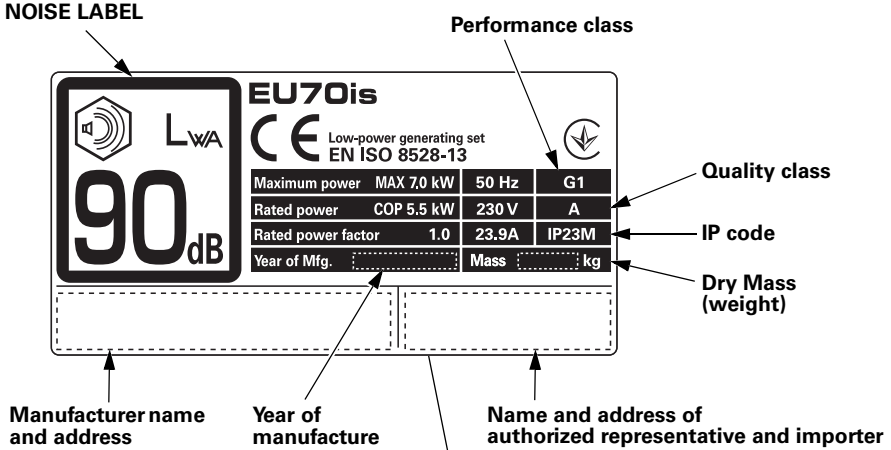 NOISE LABEL
Performance class
EU70is
LWA
CE
Low-power generating set
EN ISO 8528-13
90dB
Maximum power MAX 7.0 kW 50 Hz G1
Rated power COP 5.5 kW 230 V A
Rated power factor 1.0 23.9A IP23M
Year of Mfg. Mass kg
Quality class
IP code
Dry Mass
(weight)
Manufacturer name
and address
Year of
manufacture
Name and address of
authorized representative and importer